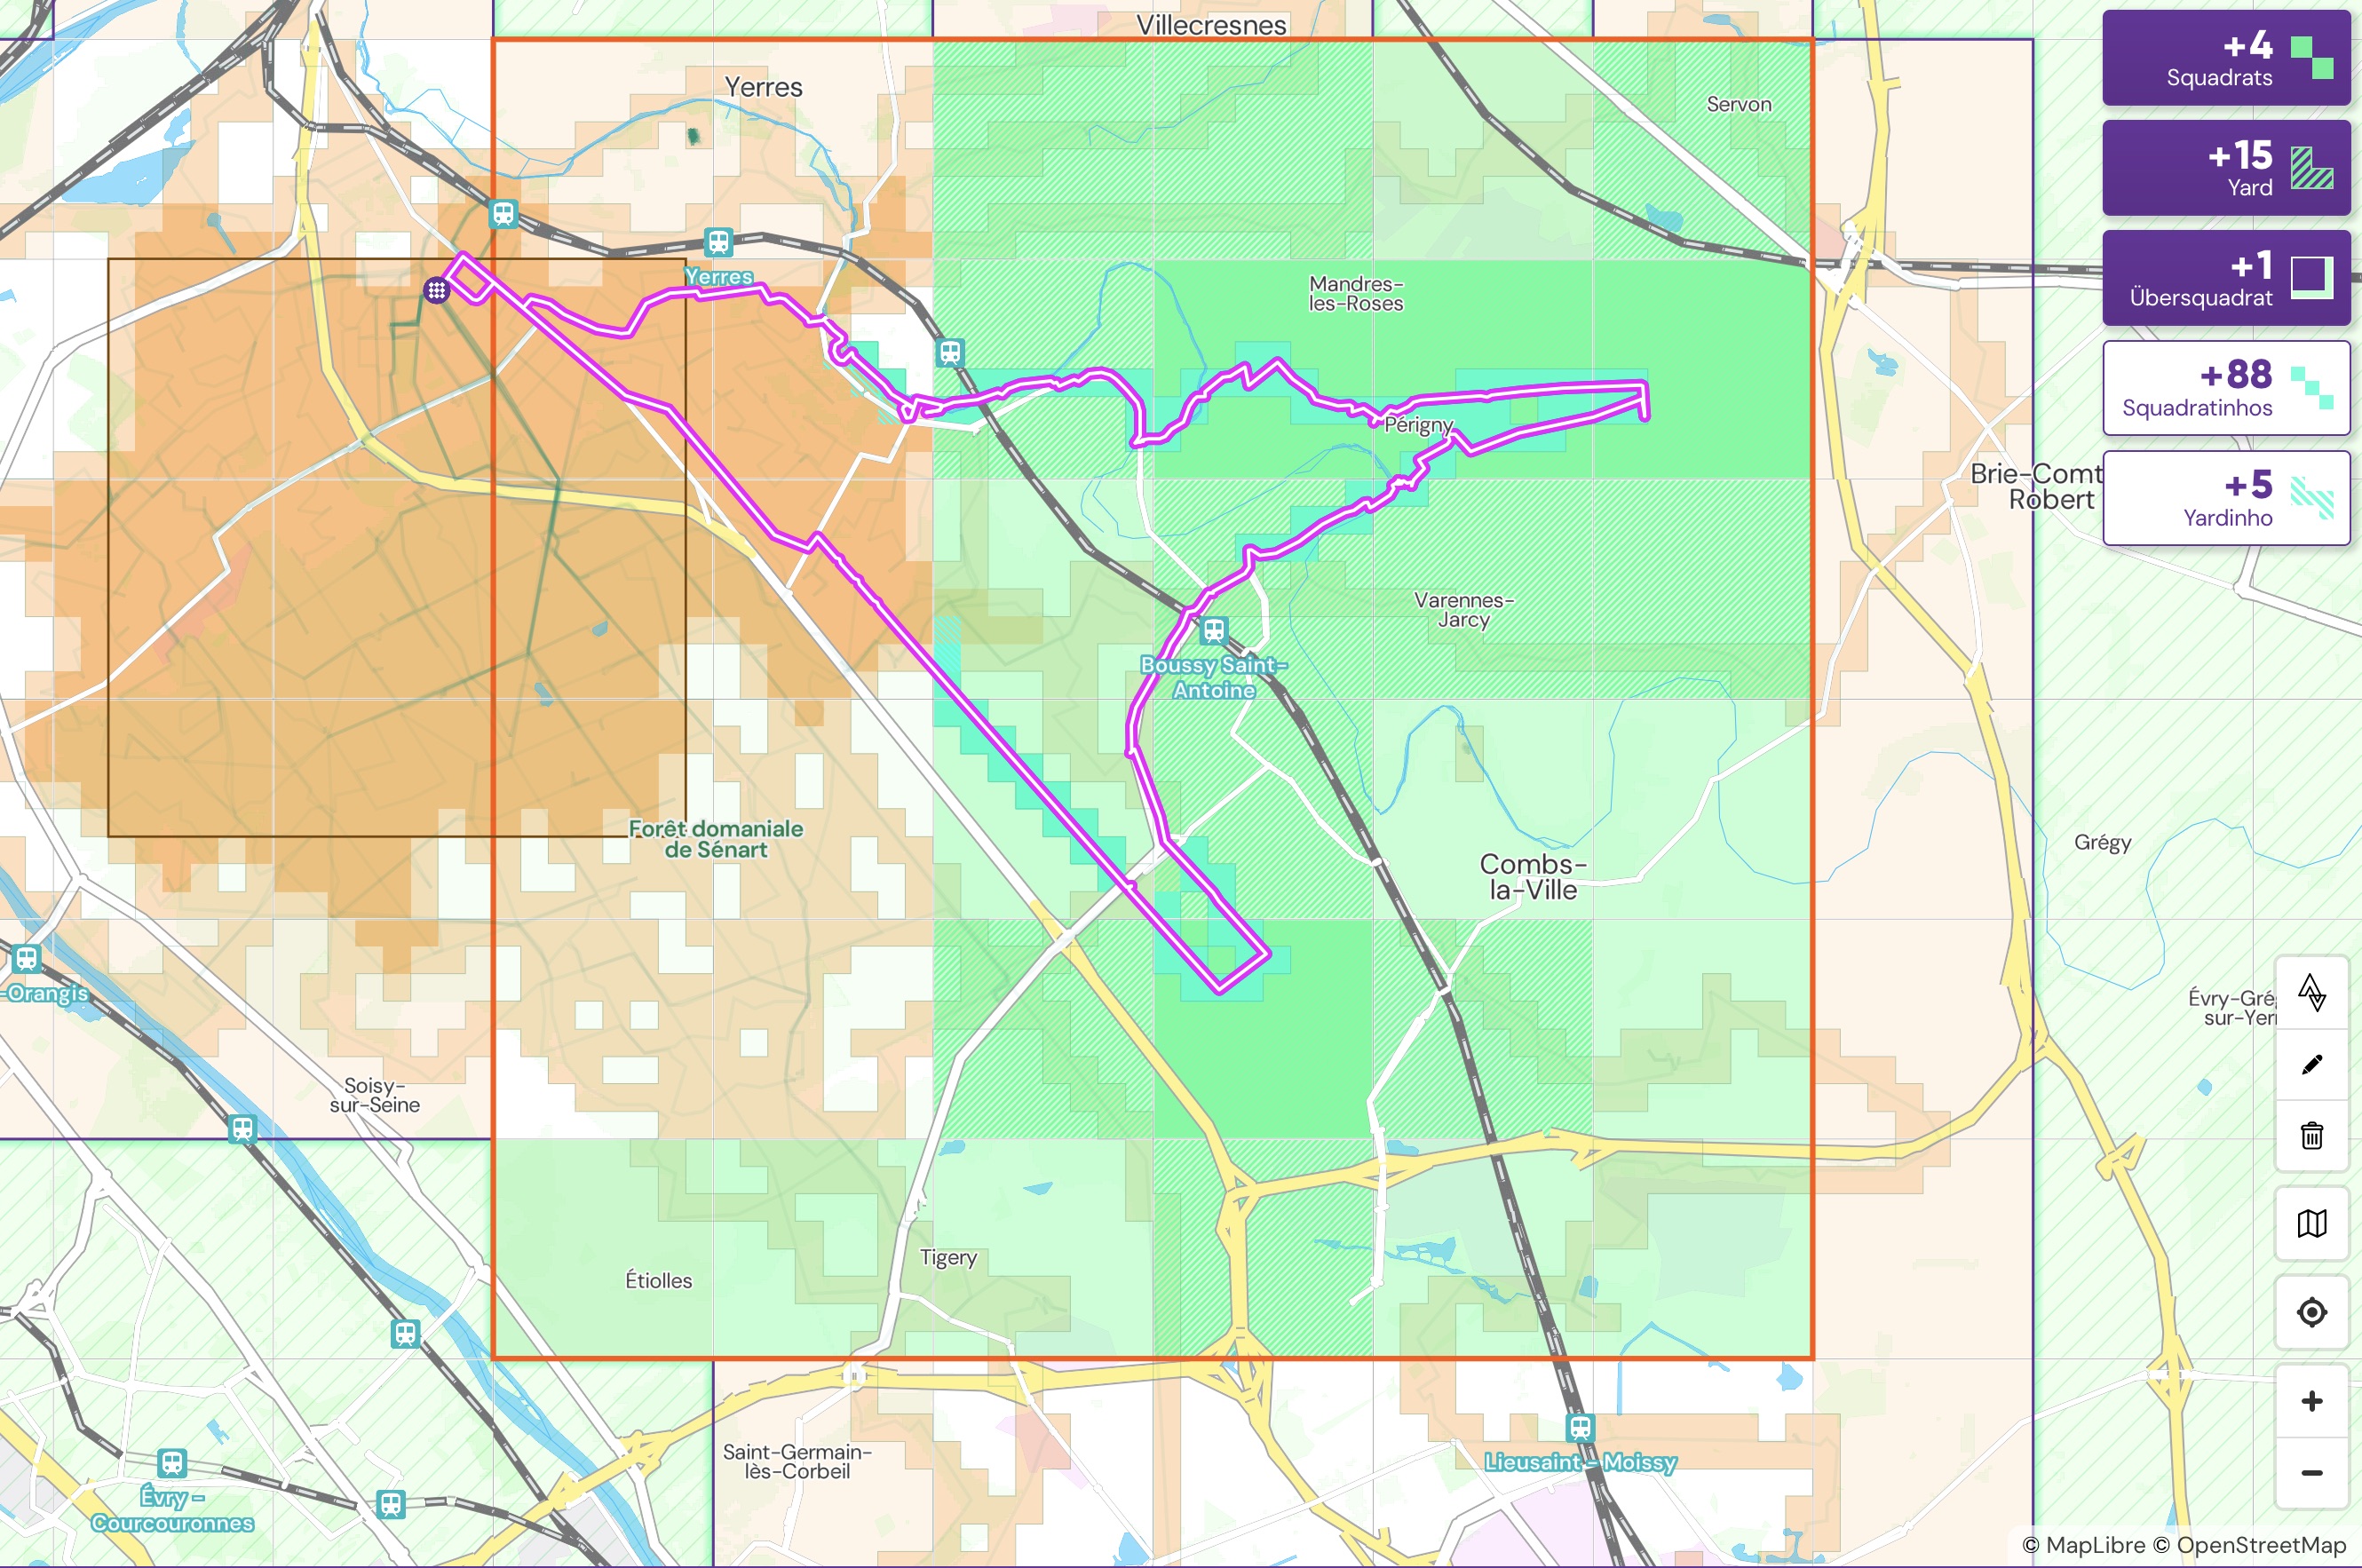 Villecresnes
Yerres
Servon
Yerres
Mandres-
les-Roses
Périgny
Brie-Comt
Robert
Varennes-
Jarcy
Boussy Saint-
Antoine
Forêt domaniale
de Sénart
Combs-
la-Ville
Grégy
-Orangis
Évry-Gré
sur-Yer
Soisy-
sur-Seine
Tigery
Étiolles
Saint-Germain-
lès-Corbeil
Lieusaint - Moissy
Évry -
Courcouronnes
+4
Squadrats
+15
Yard
+1
Übersquadrat
+88
Squadratinhos
+5
Yardinho
+
−
© MapLibre © OpenStreetMap